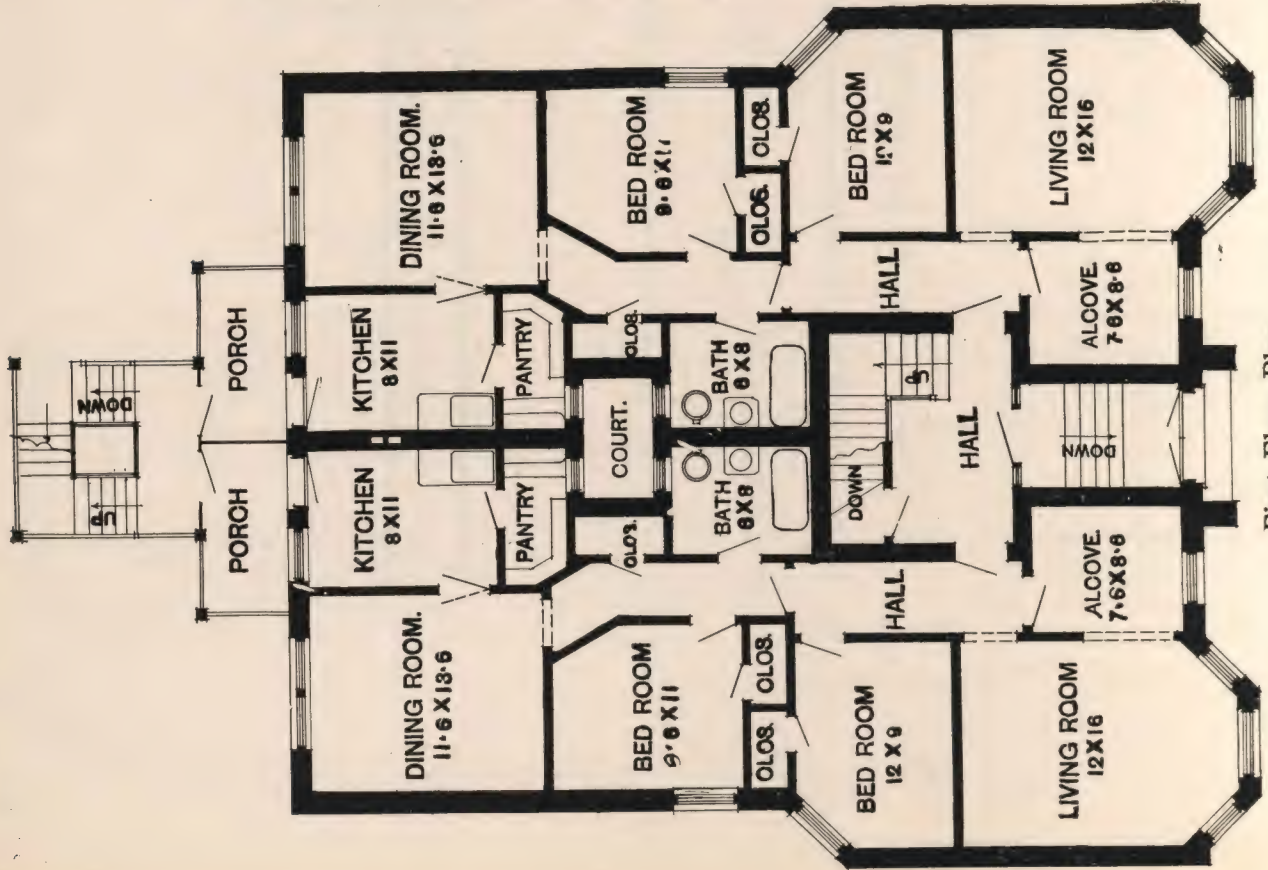 DOWN
UP
PORCH
PORCH
DINING ROOM.
11·6 X 13·6
KITCHEN
8 X 11
KITCHEN
8 X 11
DINING ROOM.
11·6 X 13·6
PANTRY
PANTRY
CLOS.
COURT.
CLOS.
BED ROOM
9·6 X 11
BATH
6 X 8
BATH
6 X 8
BED ROOM
9·6 X 11
CLOS.
CLOS.
CLOS.
CLOS.
BED ROOM
12 X 9
HALL
DOWN
UP
HALL
HALL
BED ROOM
X 9
LIVING ROOM
12 X 16
ALCOVE.
7·6 X 8·6
DOWN
ALCOVE.
7·6 X 8·6
LIVING ROOM
12 X 16